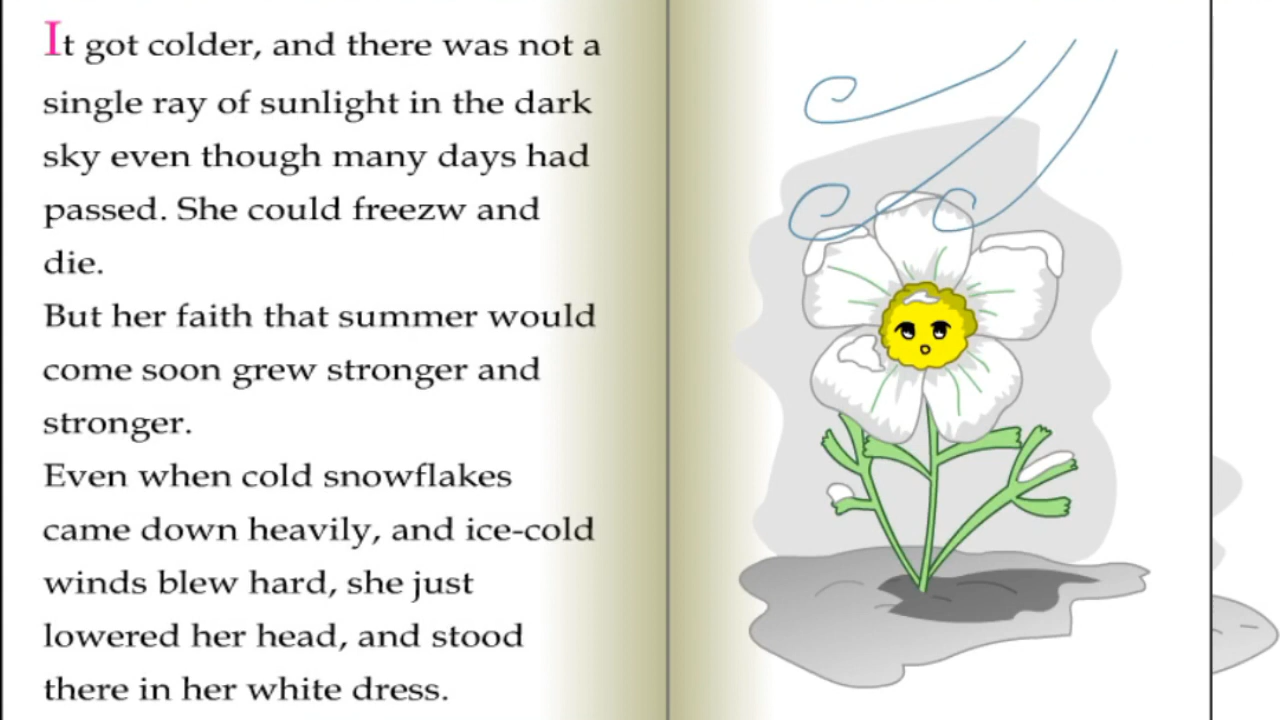 It got colder, and there was not a
single ray of sunlight in the dark
sky even though many days had
passed. She could freezw and
die.
But her faith that summer would
come soon grew stronger and
stronger.
Even when cold snowflakes
came down heavily, and ice-cold
winds blew hard, she just
lowered her head, and stood
there in her white dress.